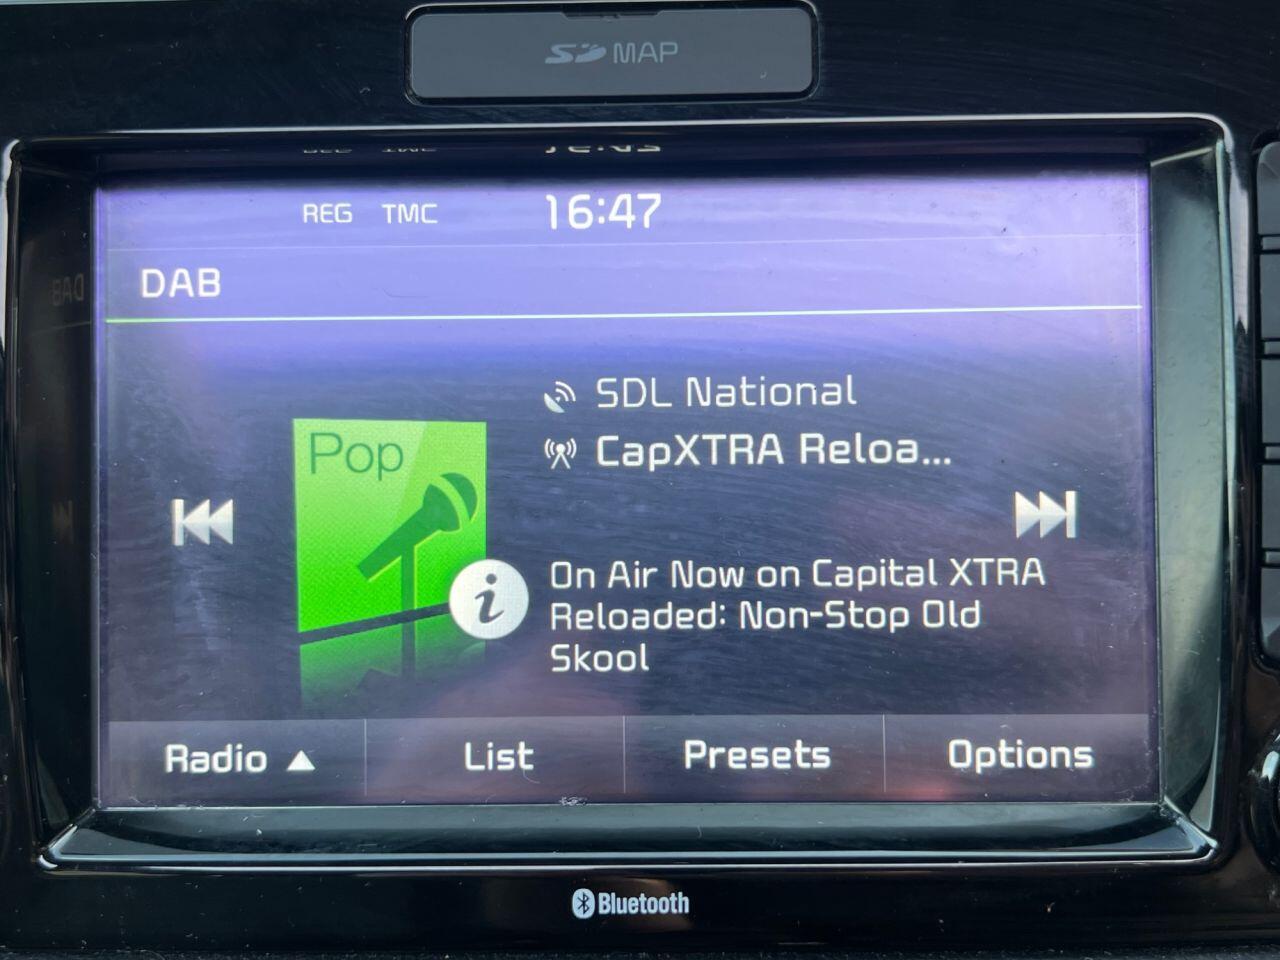 SD MAP
REG TMC 16:47
DAB
SDL National
Pop
CapXTRA Reloa...
i
On Air Now on Capital XTRA
Reloaded: Non-Stop Old
Skool
Radio ▲ List Presets Options
Bluetooth